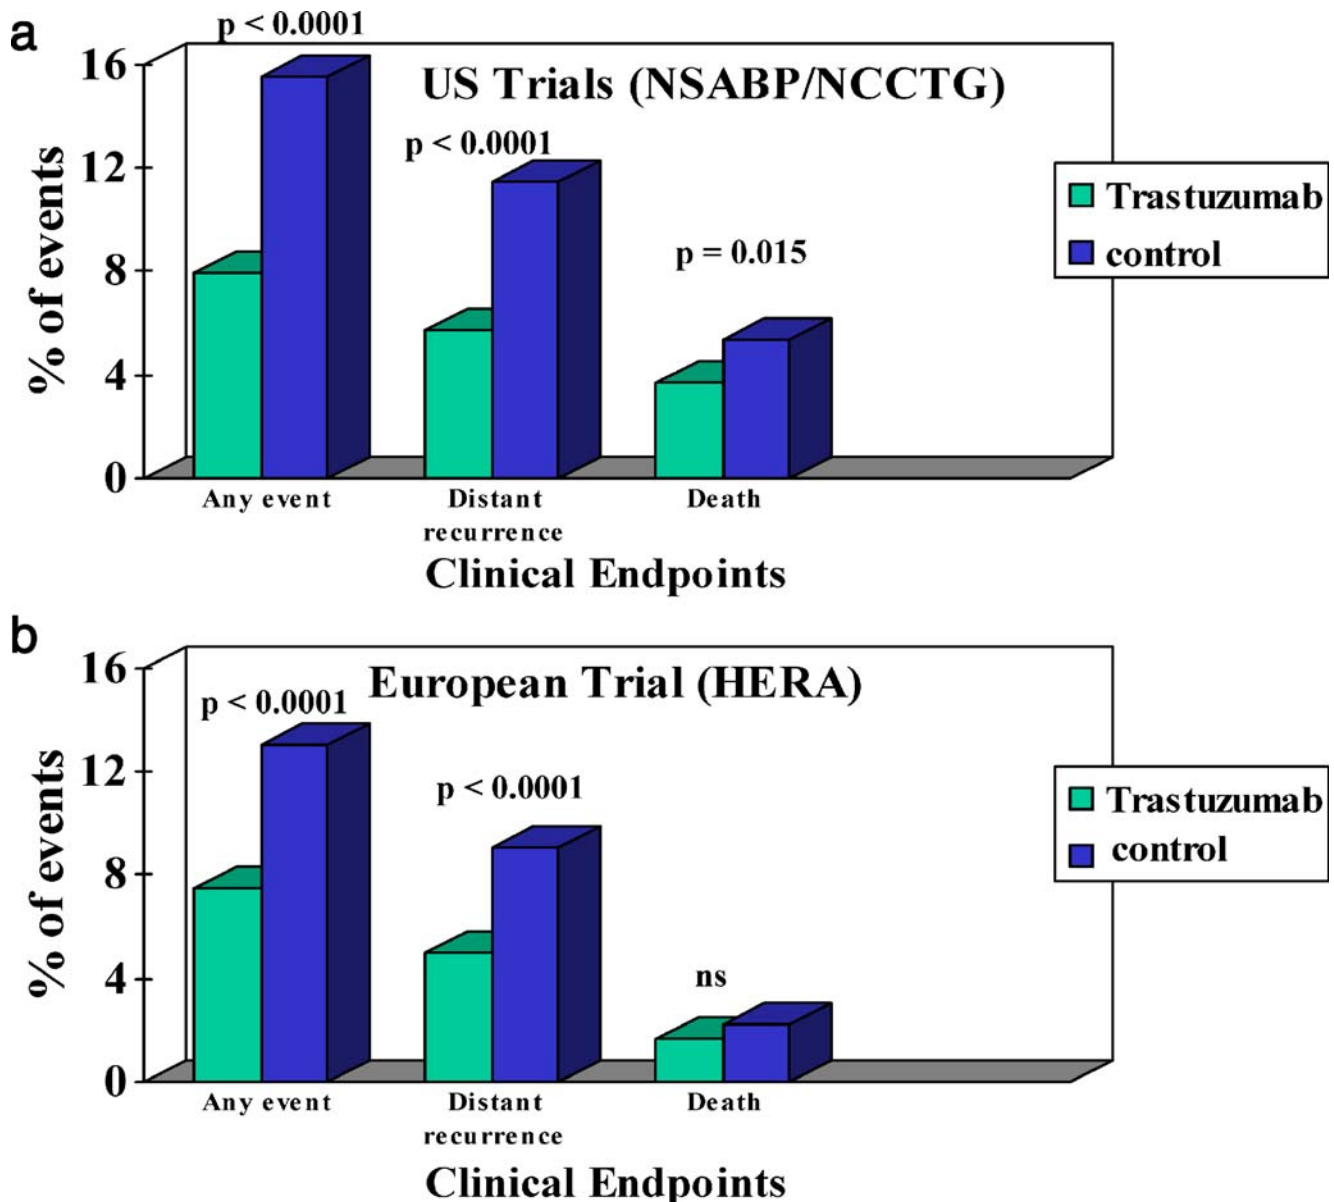 a
p < 0.0001
US Trials (NSABP/NCCTG)
p < 0.0001
p = 0.015
16
12
8
4
0
% of events
Trastuzumab
control
Any event
Distant
recurrence
Death
Clinical Endpoints
b
European Trial (HERA)
p < 0.0001
p < 0.0001
ns
16
12
8
4
0
% of events
Trastuzumab
control
Any event
Distant
recurrence
Death
Clinical Endpoints